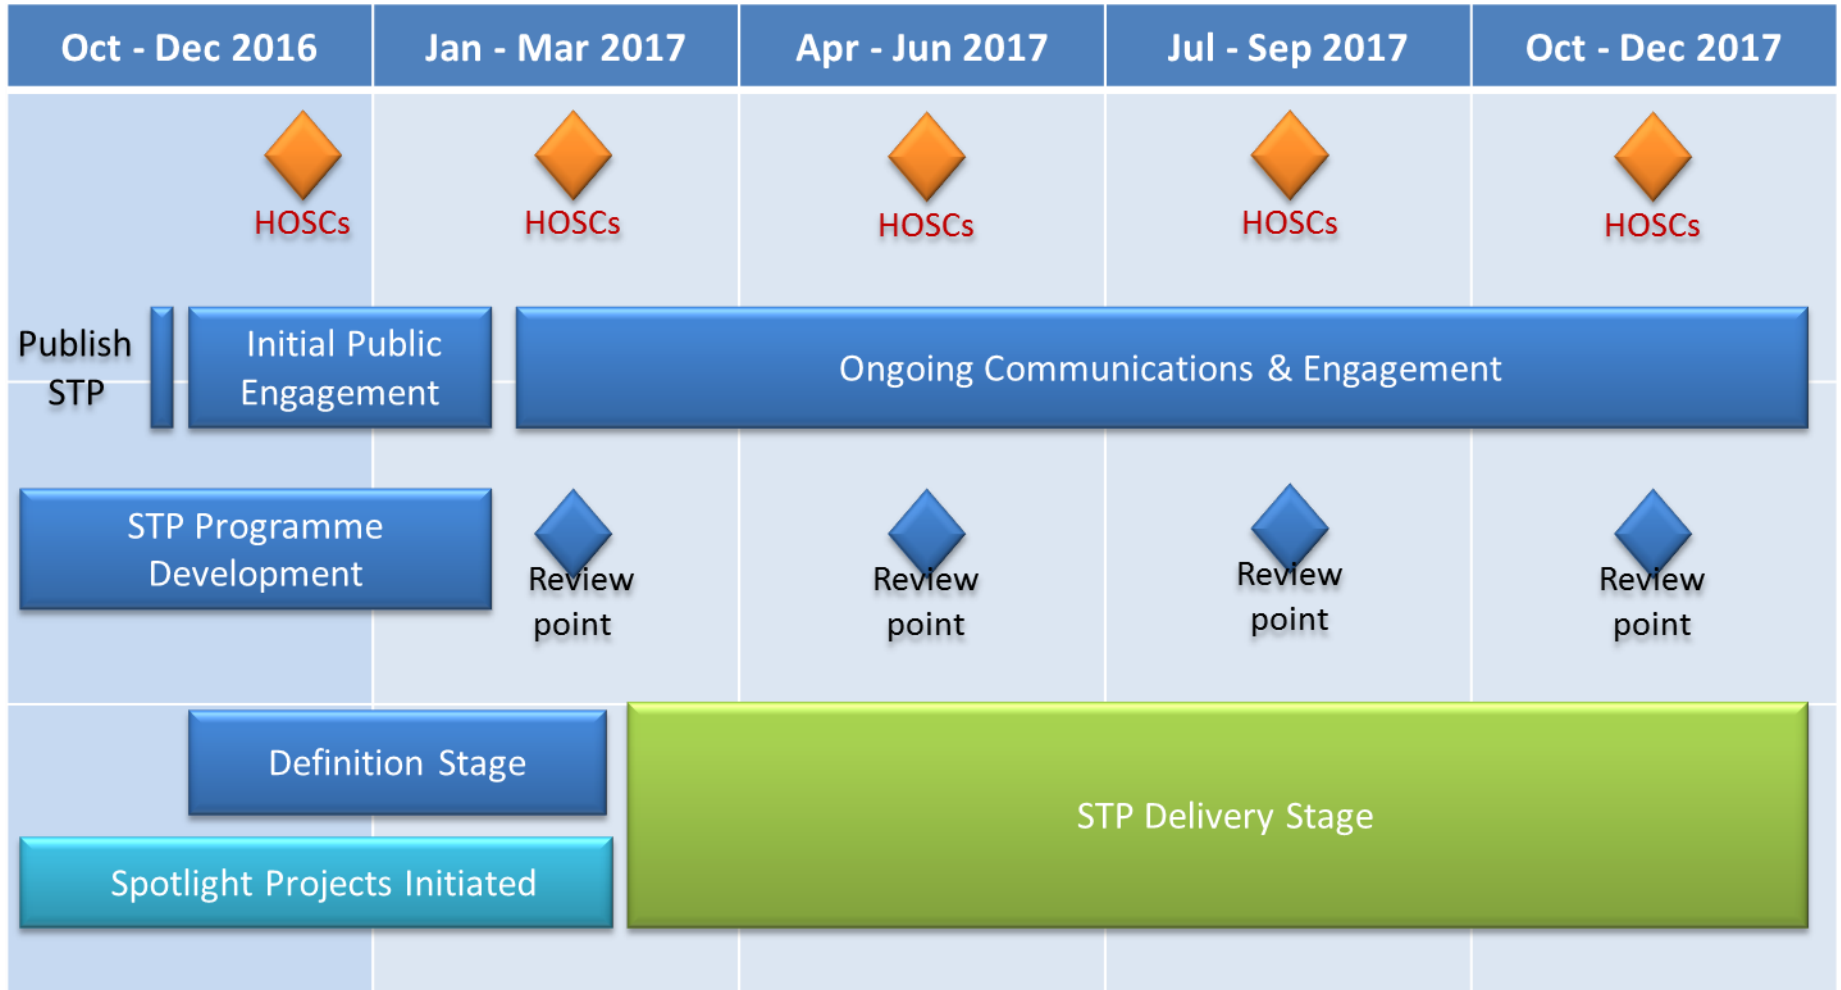 Oct - Dec 2016
Jan - Mar 2017
Apr - Jun 2017
Jul - Sep 2017
Oct - Dec 2017
HOSCs
HOSCs
HOSCs
HOSCs
HOSCs
Publish
STP
Initial Public
Engagement
Ongoing Communications & Engagement
STP Programme
Development
Review
point
Review
point
Review
point
Review
point
Definition Stage
STP Delivery Stage
Spotlight Projects Initiated